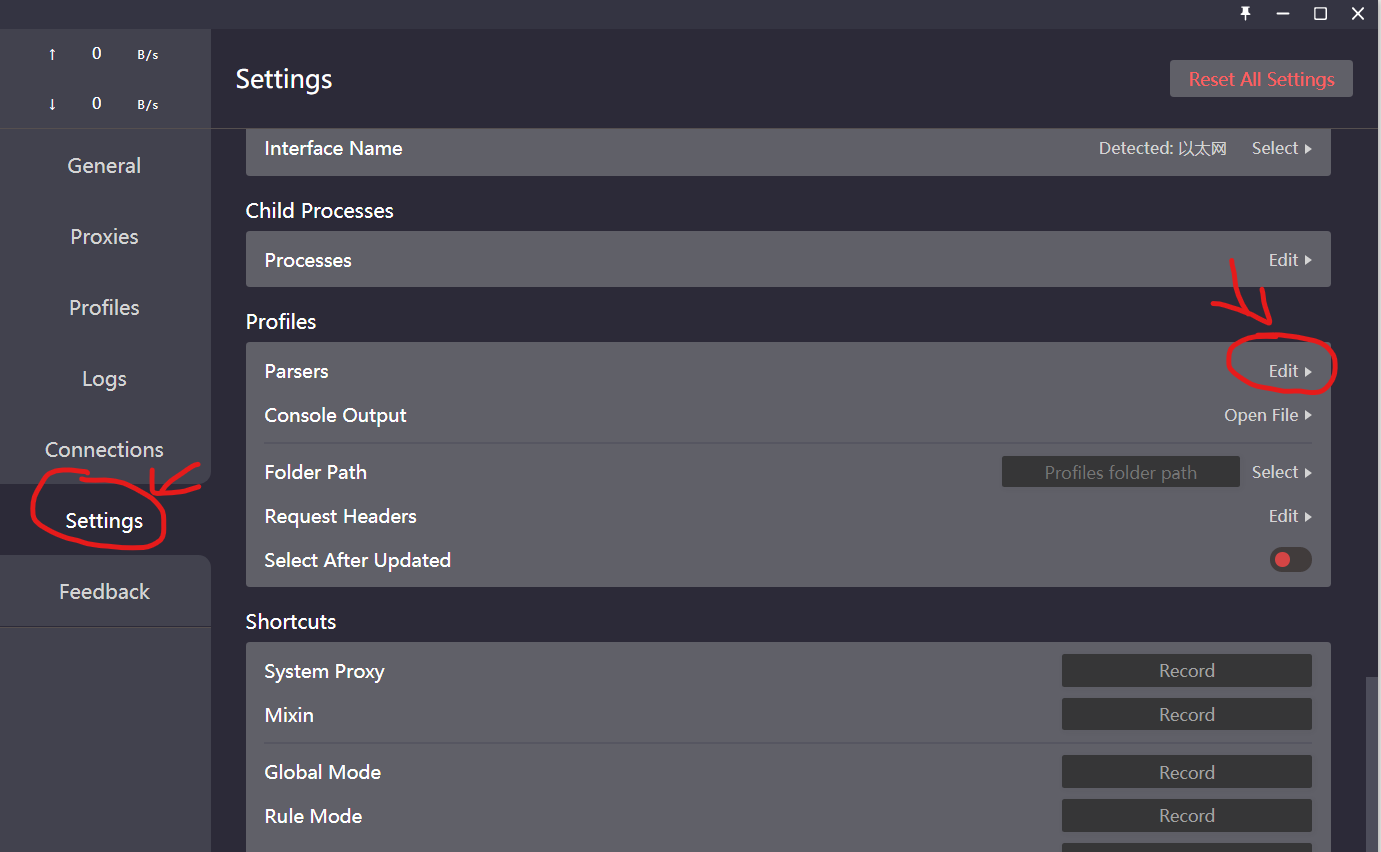 ↑ 0 B/s
↓ 0 B/s
General
Proxies
Profiles
Logs
Connections
Settings
Feedback
Settings
Reset All Settings
Interface Name Detected: 以太网 Select
Child Processes
Processes Edit
Profiles
Parsers Edit
Console Output Open File
Folder Path Profiles folder path Select
Request Headers Edit
Select After Updated
Shortcuts
System Proxy Record
Mixin Record
Global Mode Record
Rule Mode Record